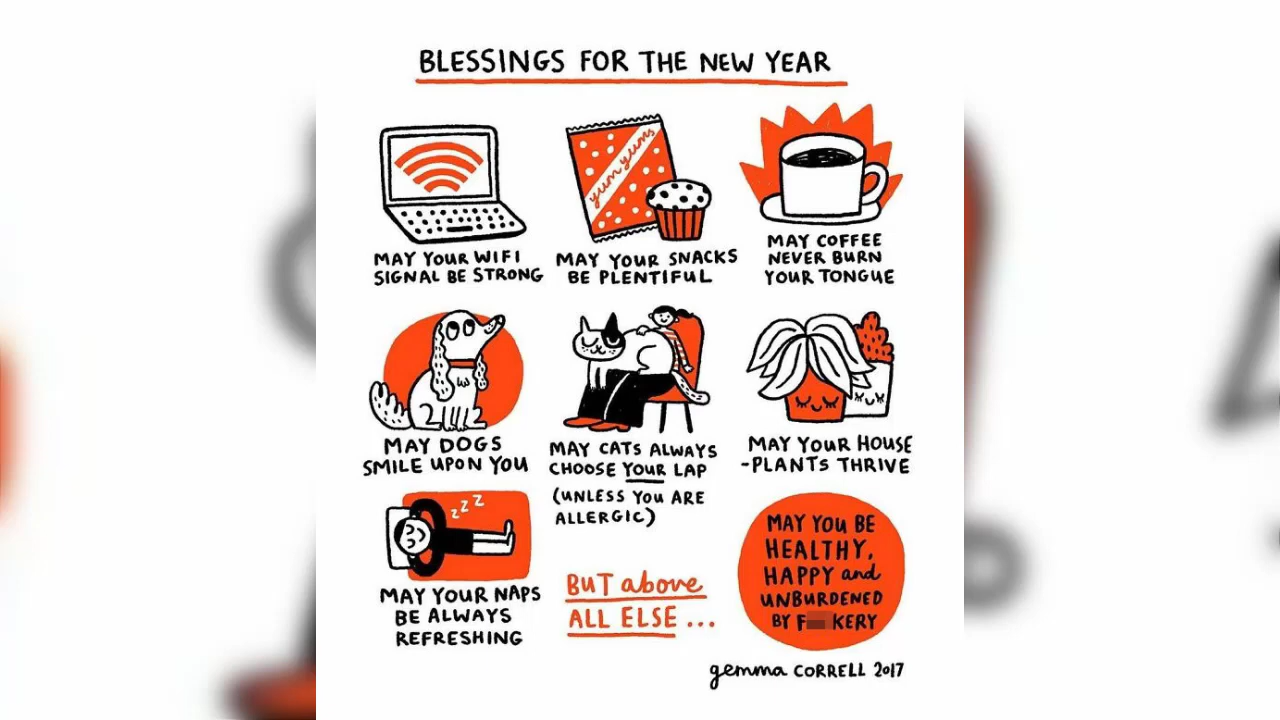 BLESSINGS FOR THE NEW YEAR
yum yums
MAY YOUR WIFI
SIGNAL BE STRONG
MAY YOUR SNACKS
BE PLENTIFUL
MAY COFFEE
NEVER BURN
YOUR TONGUE
MAY DOGS
SMILE UPON YOU
MAY CATS ALWAYS
CHOOSE YOUR LAP
(UNLESS YOU ARE
ALLERGIC)
MAY YOUR HOUSE
-PLANTS THRIVE
zzz
MAY YOUR NAPS
BE ALWAYS
REFRESHING
BUT above
ALL ELSE ...
MAY YOU BE
HEALTHY,
HAPPY and
UNBURDENED
BY F KERY
gemma CORRELL 2017